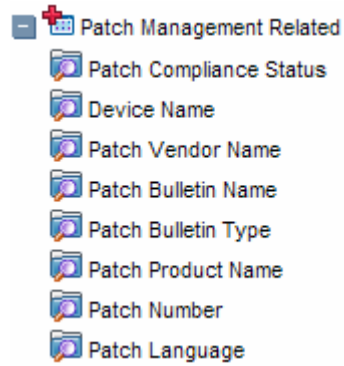 Patch Management Related
Patch Compliance Status
Device Name
Patch Vendor Name
Patch Bulletin Name
Patch Bulletin Type
Patch Product Name
Patch Number
Patch Language